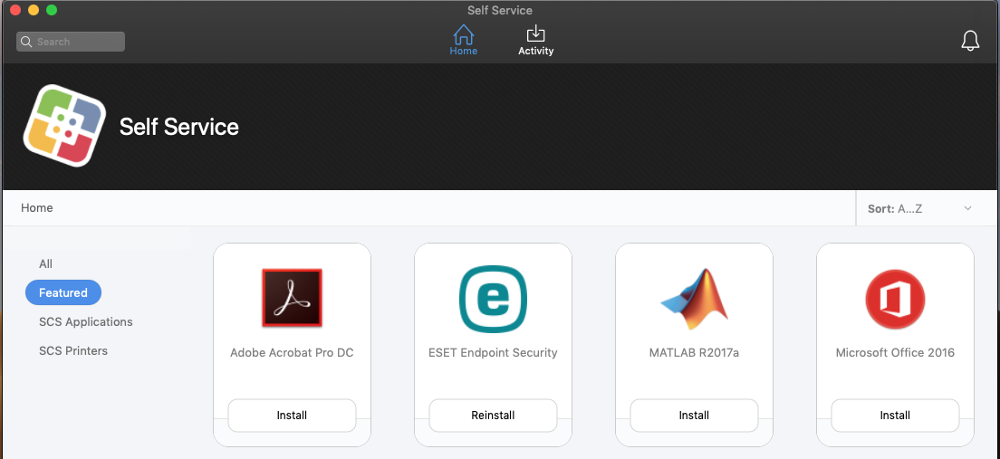 Self Service
Search
Home
Activity
Self Service
Home
Sort: A...Z
All
Featured
SCS Applications
SCS Printers
Adobe Acrobat Pro DC
Install
e
ESET Endpoint Security
Reinstall
MATLAB R2017a
Install
Microsoft Office 2016
Install